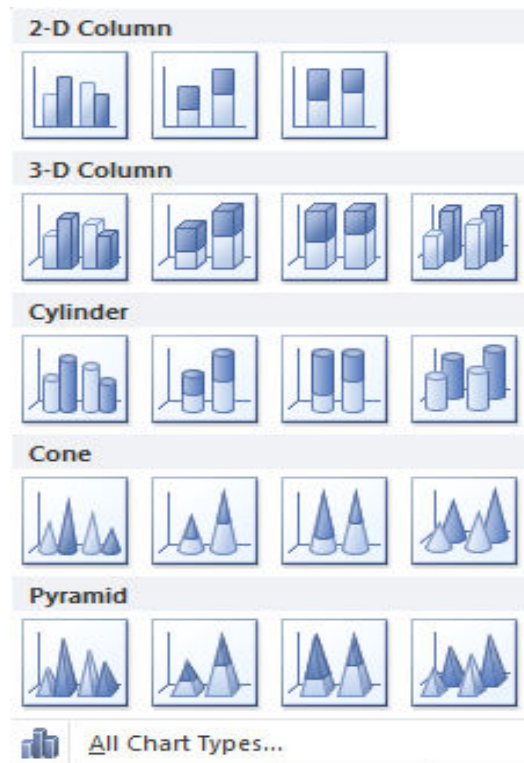 2-D Column
3-D Column
Cylinder
Cone
Pyramid
All Chart Types...